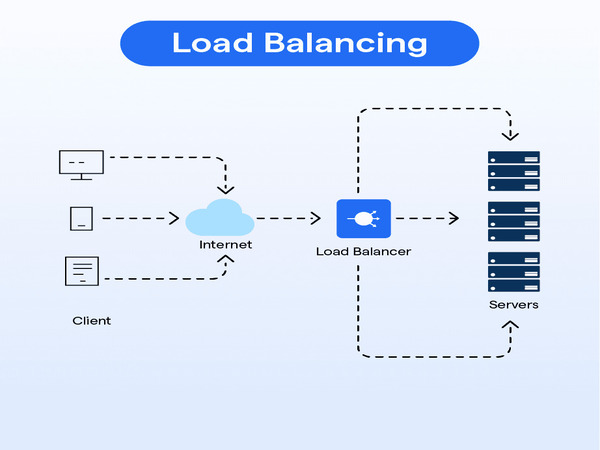 Load Balancing
Internet
Load Balancer
Servers
Client